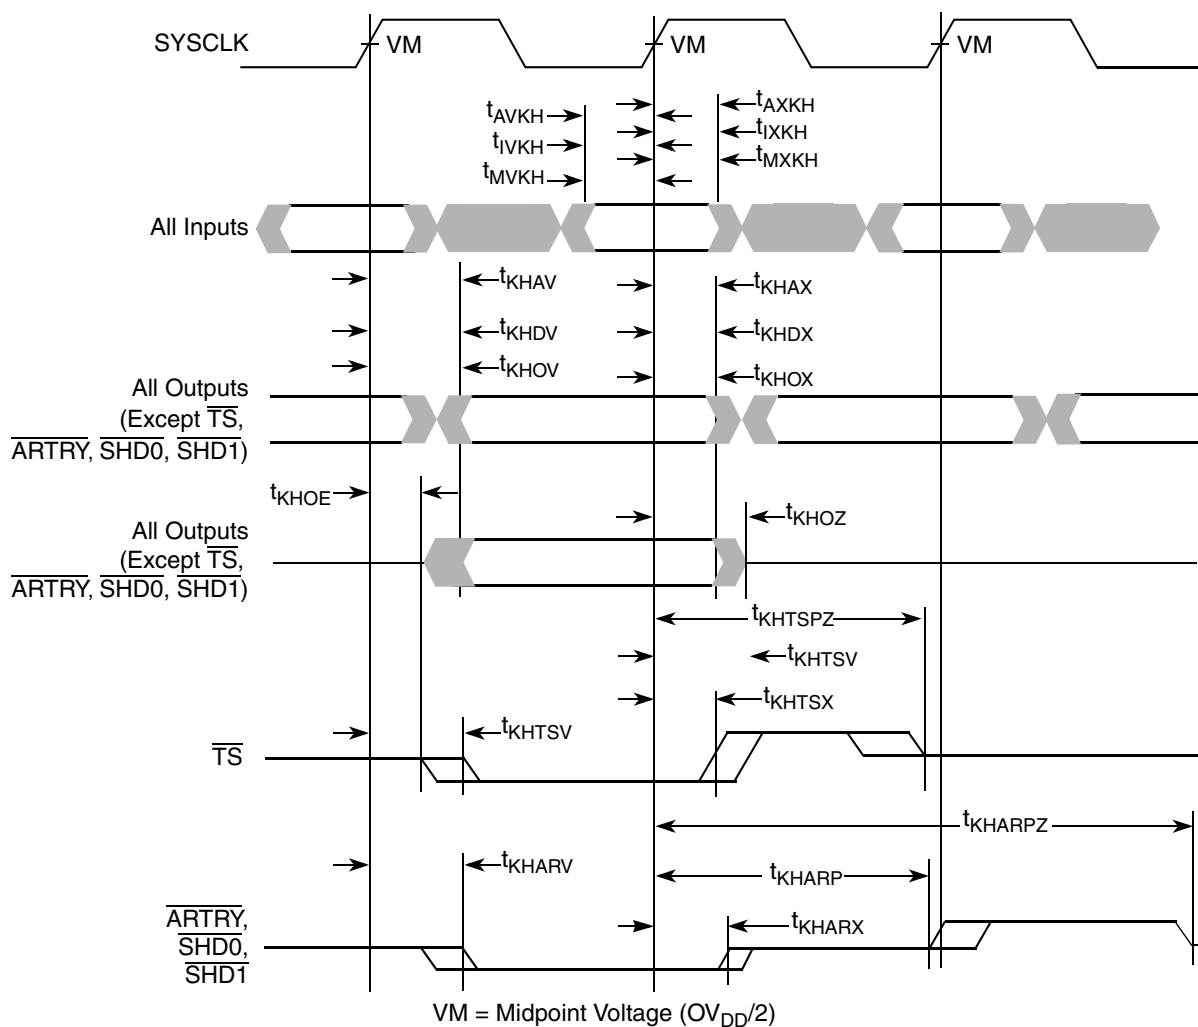 SYSCLK
VM
VM
VM
tAVKH
tAXKH
tIVKH
tIXKH
tMVKH
tMXKH
All Inputs
tKHAV
tKHAX
tKHDV
tKHDX
tKHOV
tKHOX
All Outputs
(Except TS,
ARTRY, SHD0, SHD1)
tKHOE
tKHOZ
All Outputs
(Except TS,
ARTRY, SHD0, SHD1)
tKHTSPZ
tKHTSV
tKHTSX
tKHTSV
TS
tKHARPZ
tKHARV
tKHARP
tKHARX
ARTRY,
SHD0,
SHD1
VM = Midpoint Voltage (OVDD/2)